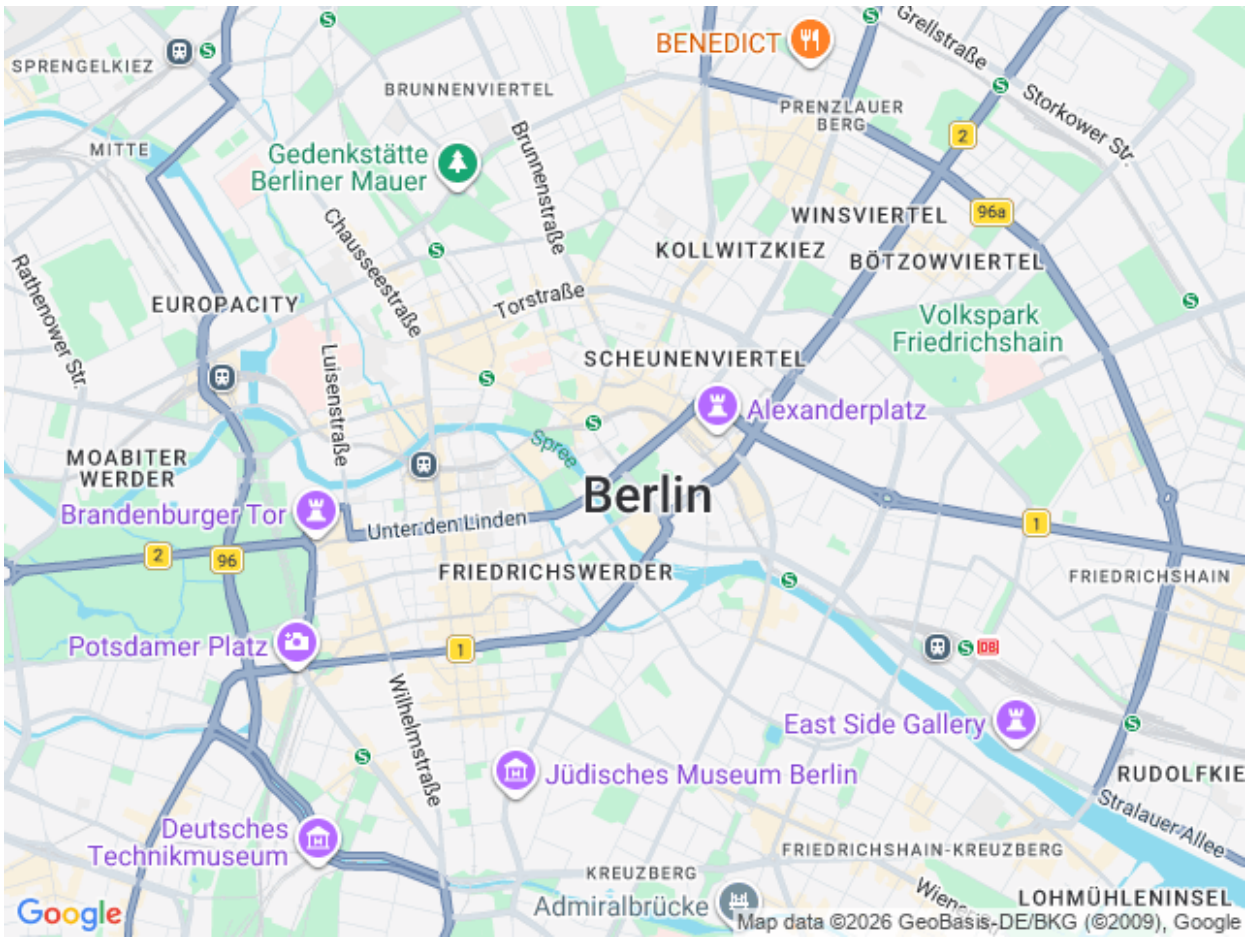 BENEDICT
Grellstraße
SPRENGELKIEZ
S
S
S
BRUNNENVIERTEL
S
Storkower Str.
PRENZLAUER
BERG
2
MITTE
Gedenkstätte
Berliner Mauer
Brunnenstraße
WINSVIERTEL
96a
Chausseestraße
S
KOLLWITZKIEZ
BÖTZOWVIERTEL
Rathenower Str.
EUROPACITY
Torstraße
S
Volkspark
Friedrichshain
Luisenstraße
SCHEUNENVIERTEL
S
Alexanderplatz
S
Spree
MOABITER
WERDER
Berlin
Brandenburger Tor
Unter den Linden
1
2
96
FRIEDRICHSWERDER
S
FRIEDRICHSHAIN
Potsdamer Platz
1
S
DB
Wilhelmstraße
East Side Gallery
S
S
Jüdisches Museum Berlin
RUDOLFKIE
Stralauer Allee
Deutsches
Technikmuseum
FRIEDRICHSHAIN-KREUZBERG
KREUZBERG
Wiene
LOHMÜHLENINSEL
Admiralbrücke
Google
Map data ©2026 GeoBasis-DE/BKG (©2009), Google